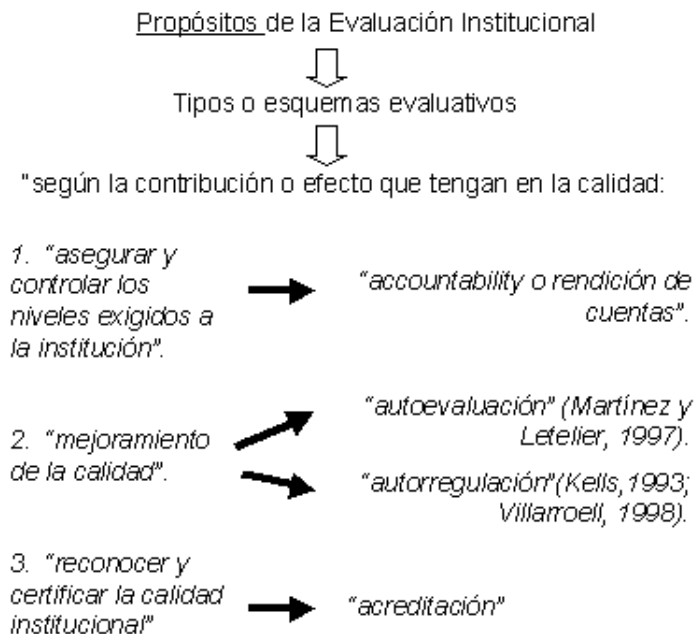 Propósitos de la Evaluación Institucional
Tipos o esquemas evaluativos
"según la contribución o efecto que tengan en la calidad:
1. "asegurar y
controlar los
niveles exigidos a
la institución".
"accountability o rendición de
cuentas".
2. "mejoramiento
de la calidad".
"autoevaluación" (Martínez y
Letelier, 1997).
"autorregulación"(Kells,1993;
Villarroell, 1998).
3. "reconocer y
certificar la calidad
institucional"
"acreditación"